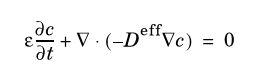 ε ∂c/∂t + ∇ · (−D^eff ∇c) = 0